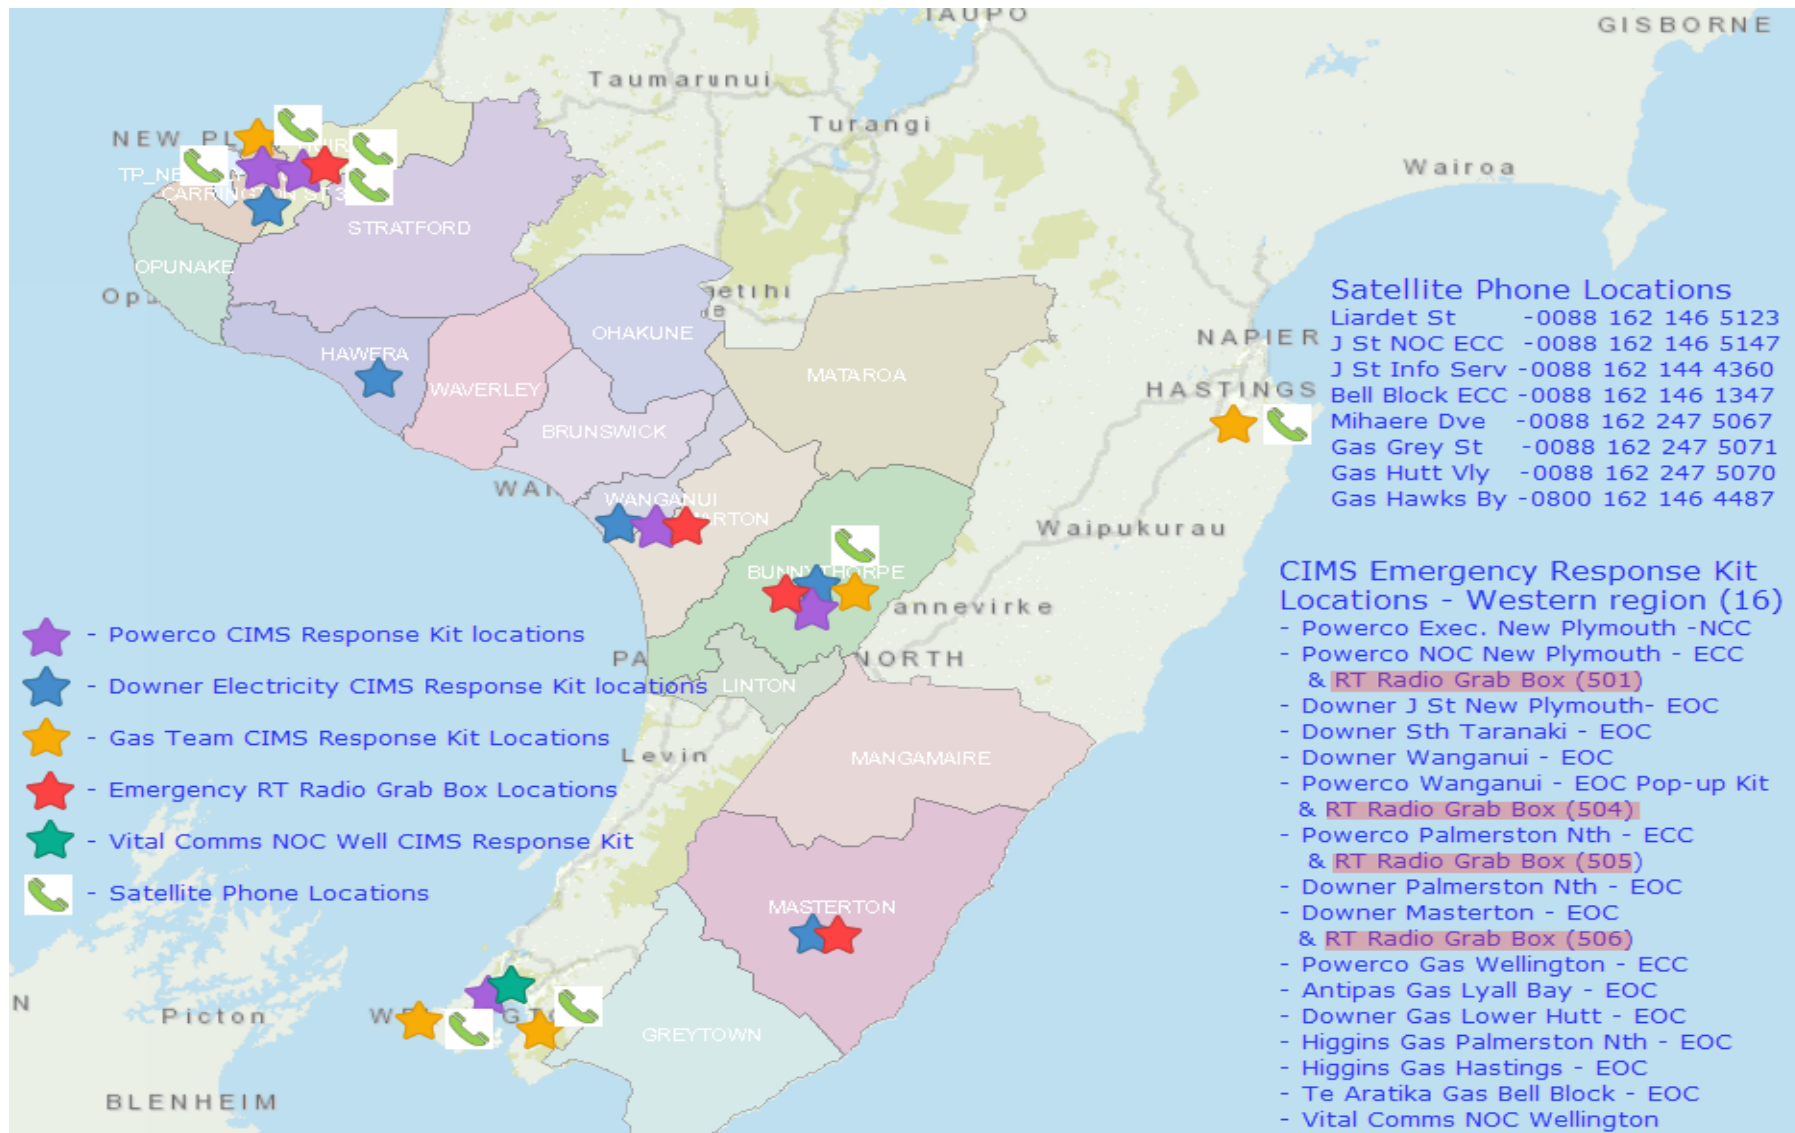 TAUPO
GISBORNE
Taumarunui
Turangi
NEW PL
Wairoa
CARRINGTON ST 3
STRATFORD
OPUNAKE
OHAKUNE
HAWERA
WAVERLEY
MATAROA
NAPIER
HASTINGS
BRUNSWICK
WANGANUI
Waipukurau
BUNNYTHORPE
annevirke
NORTH
LINTON
Levin
MANGAMAIRE
MASTERTON
GREYTOWN
Picton
BLENHEIM
Satellite Phone Locations
Liardet St -0088 162 146 5123
J St NOC ECC -0088 162 146 5147
J St Info Serv -0088 162 144 4360
Bell Block ECC -0088 162 146 1347
Mihaere Dve -0088 162 247 5067
Gas Grey St -0088 162 247 5071
Gas Hutt Vly -0088 162 247 5070
Gas Hawks By -0800 162 146 4487
CIMS Emergency Response Kit
Locations - Western region (16)
- Powerco Exec. New Plymouth -NCC
- Powerco NOC New Plymouth - ECC
& RT Radio Grab Box (501)
- Downer J St New Plymouth- EOC
- Downer Sth Taranaki - EOC
- Downer Wanganui - EOC
- Powerco Wanganui - EOC Pop-up Kit
& RT Radio Grab Box (504)
- Powerco Palmerston Nth - ECC
& RT Radio Grab Box (505)
- Downer Palmerston Nth - EOC
- Downer Masterton - EOC
& RT Radio Grab Box (506)
- Powerco Gas Wellington - ECC
- Antipas Gas Lyall Bay - EOC
- Downer Gas Lower Hutt - EOC
- Higgins Gas Palmerston Nth - EOC
- Higgins Gas Hastings - EOC
- Te Aratika Gas Bell Block - EOC
- Vital Comms NOC Wellington
- Powerco CIMS Response Kit locations
- Downer Electricity CIMS Response Kit locations
- Gas Team CIMS Response Kit Locations
- Emergency RT Radio Grab Box Locations
- Vital Comms NOC Well CIMS Response Kit
- Satellite Phone Locations